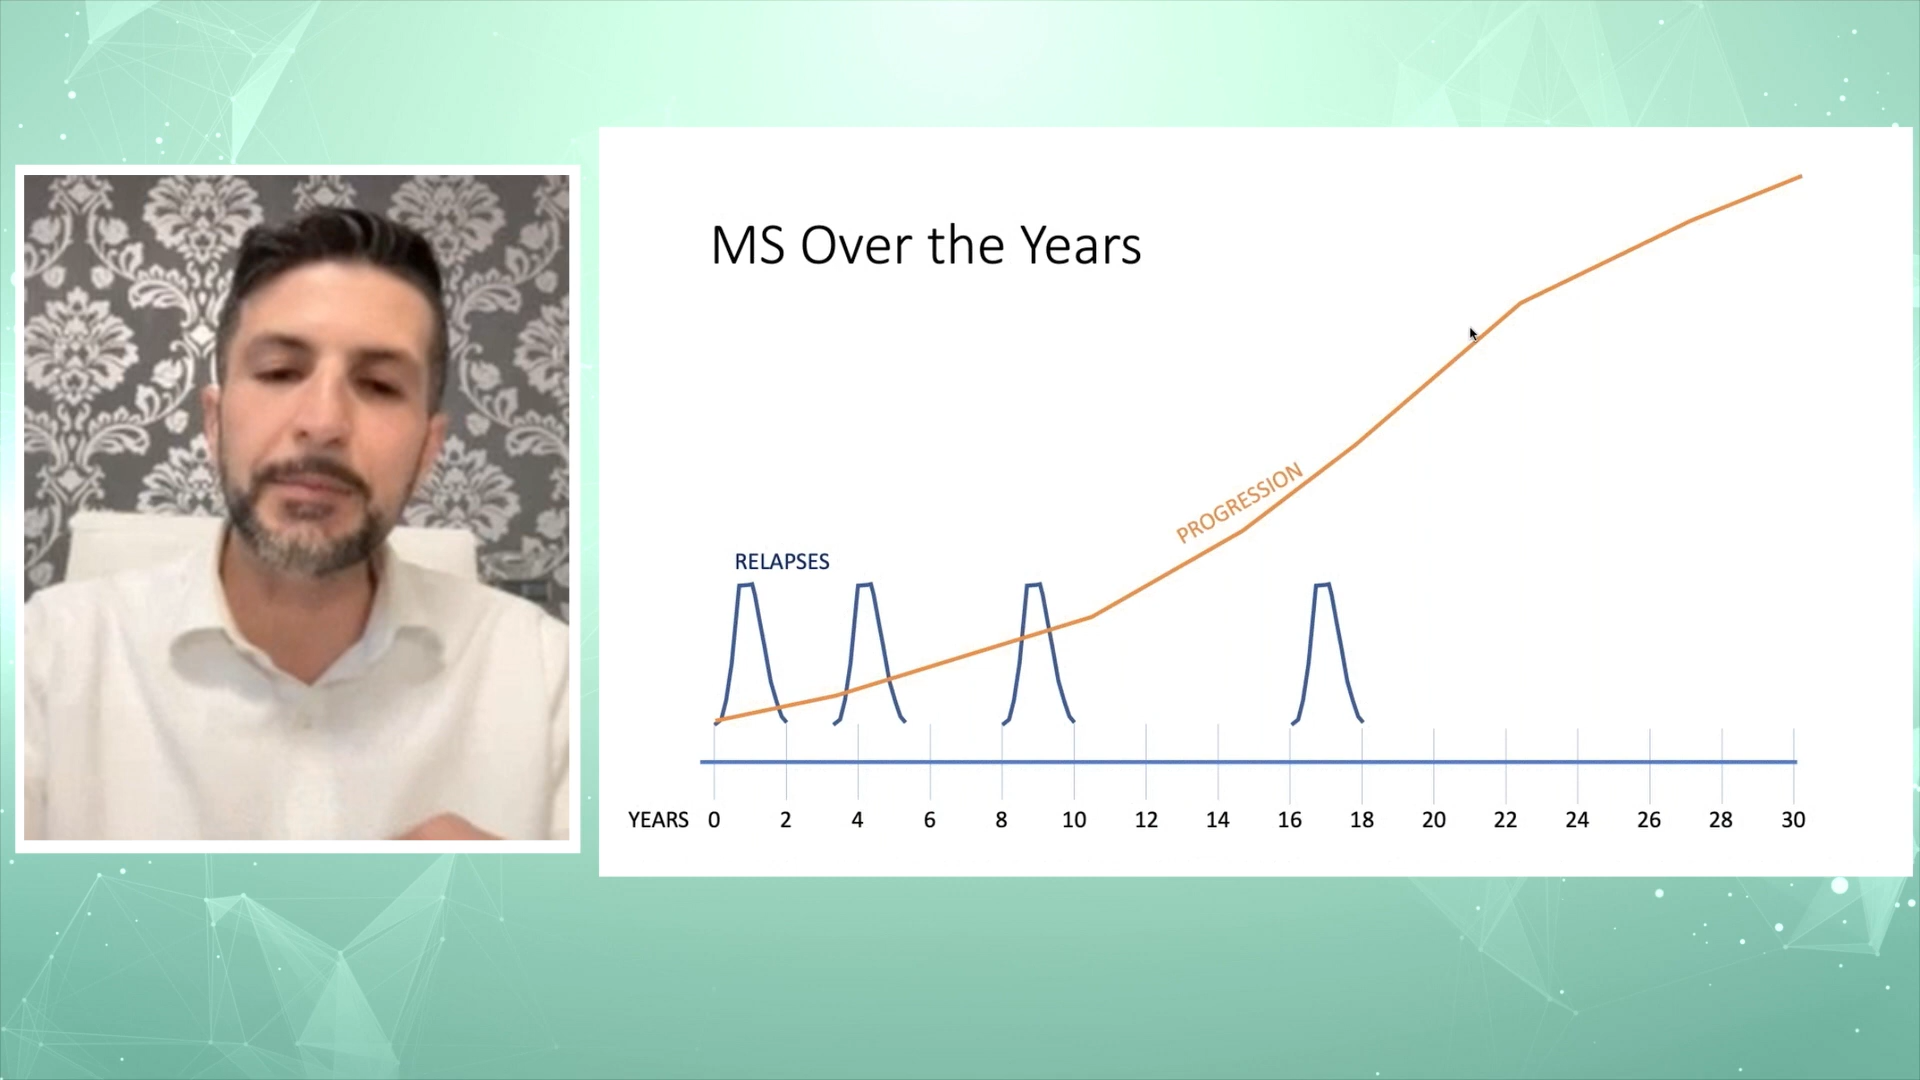 MS Over the Years
PROGRESSION
RELAPSES
YEARS 0 2 4 6 8 10 12 14 16 18 20 22 24 26 28 30